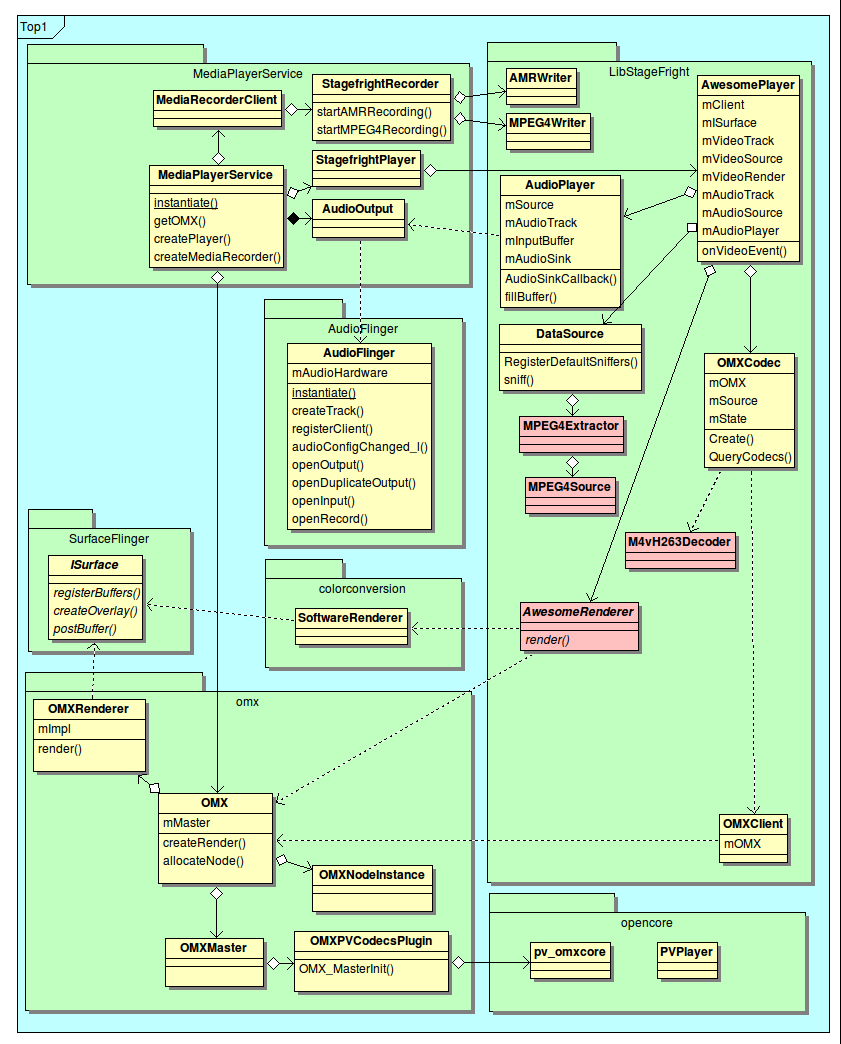 Top1
MediaPlayerService
MediaRecorderClient
StagefrightRecorder
startAMRRecording()
startMPEG4Recording()
MediaPlayerService
instantiate()
getOMX()
createPlayer()
createMediaRecorder()
StagefrightPlayer
AudioOutput
LibStageFright
AMRWriter
MPEG4Writer
AwesomePlayer
mClient
mISurface
mVideoTrack
mVideoSource
mVideoRender
mAudioTrack
mAudioSource
mAudioPlayer
onVideoEvent()
AudioPlayer
mSource
mAudioTrack
mInputBuffer
mAudioSink
AudioSinkCallback()
fillBuffer()
DataSource
RegisterDefaultSniffers()
sniff()
MPEG4Extractor
MPEG4Source
OMXCodec
mOMX
mSource
mState
Create()
QueryCodecs()
M4vH263Decoder
AwesomeRenderer
render()
OMXClient
mOMX
AudioFlinger
AudioFlinger
mAudioHardware
instantiate()
createTrack()
registerClient()
audioConfigChanged_l()
openOutput()
openDuplicateOutput()
openInput()
openRecord()
SurfaceFlinger
ISurface
registerBuffers()
createOverlay()
postBuffer()
colorconversion
SoftwareRenderer
omx
OMXRenderer
mImpl
render()
OMX
mMaster
createRender()
allocateNode()
OMXNodeInstance
OMXMaster
OMXPVCodecsPlugin
OMX_MasterInit()
opencore
pv_omxcore
PVPlayer